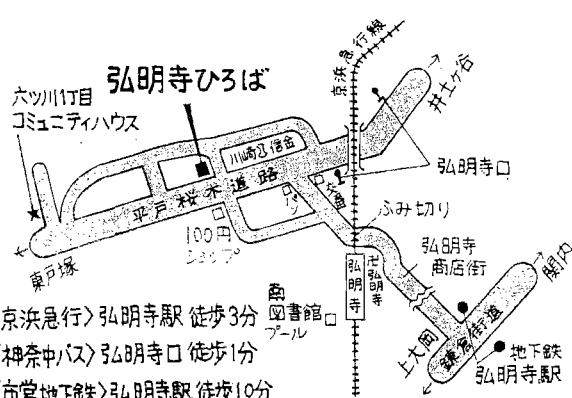 京浜急行線
井土ヶ谷
弘明寺ひろば
六ツ川1丁目
コミュニティハウス
川崎信金
弘明寺口
平戸桜木道路
交番
ふみ切り
100円
ショップ
東戸塚
弘明寺
卍弘明寺
弘明寺
商店街
関内
南
図書館
プール
鎌倉街道
上大岡
地下鉄
弘明寺駅
京浜急行〉弘明寺駅 徒歩3分
神奈中バス〉弘明寺口 徒歩1分
市営地下鉄〉弘明寺駅 徒歩10分